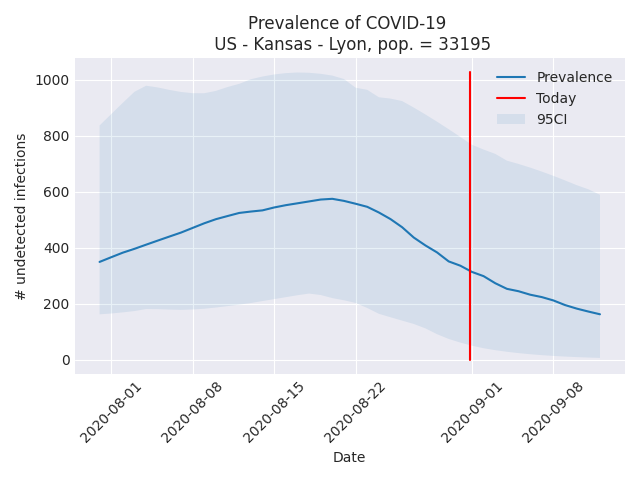 Prevalence of COVID-19
US - Kansas - Lyon, pop. = 33195
# undetected infections
1000
800
600
400
200
0
Prevalence
Today
95CI
2020-08-01
2020-08-08
2020-08-15
2020-08-22
2020-09-01
2020-09-08
Date